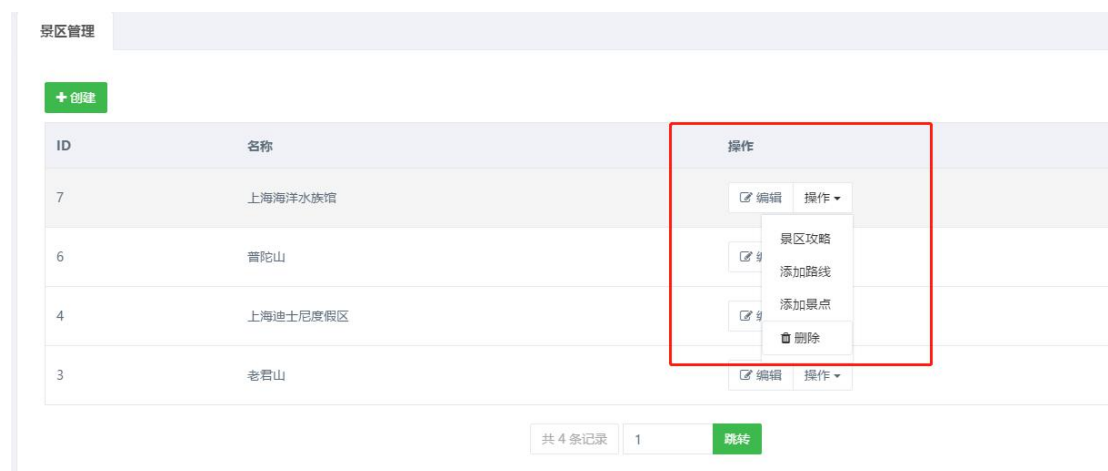 景区管理
+ 创建
ID 名称 操作
7 上海海洋水族馆 编辑 操作
景区攻略
6 普陀山
添加路线
添加景点
4 上海迪士尼度假区
删除
3 老君山 编辑 操作
共 4 条记录 1 跳转